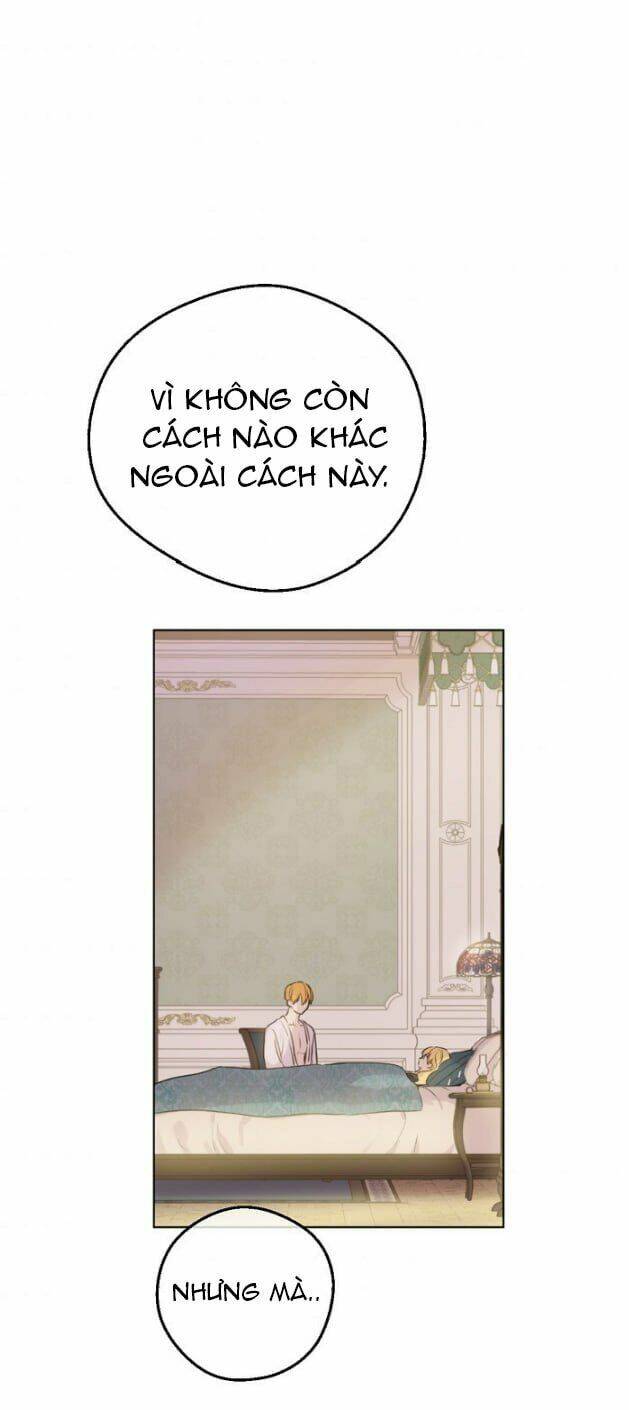 VÌ KHÔNG CÒN
CÁCH NÀO KHÁC
NGOÀI CÁCH NÀY.
NHƯNG MÀ..